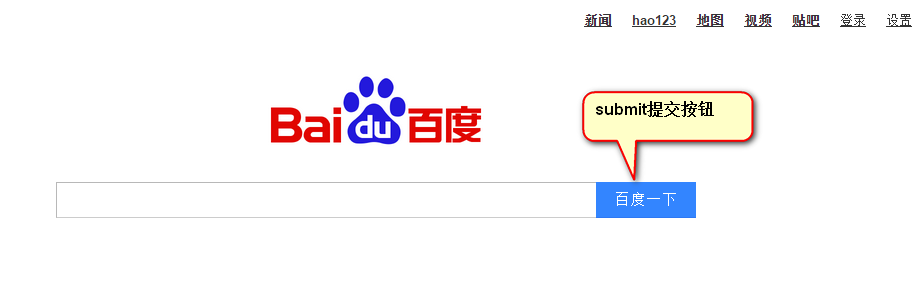 新闻 hao123 地图 视频 贴吧 登录 设置
Bai du 百度
submit提交按钮
百度一下